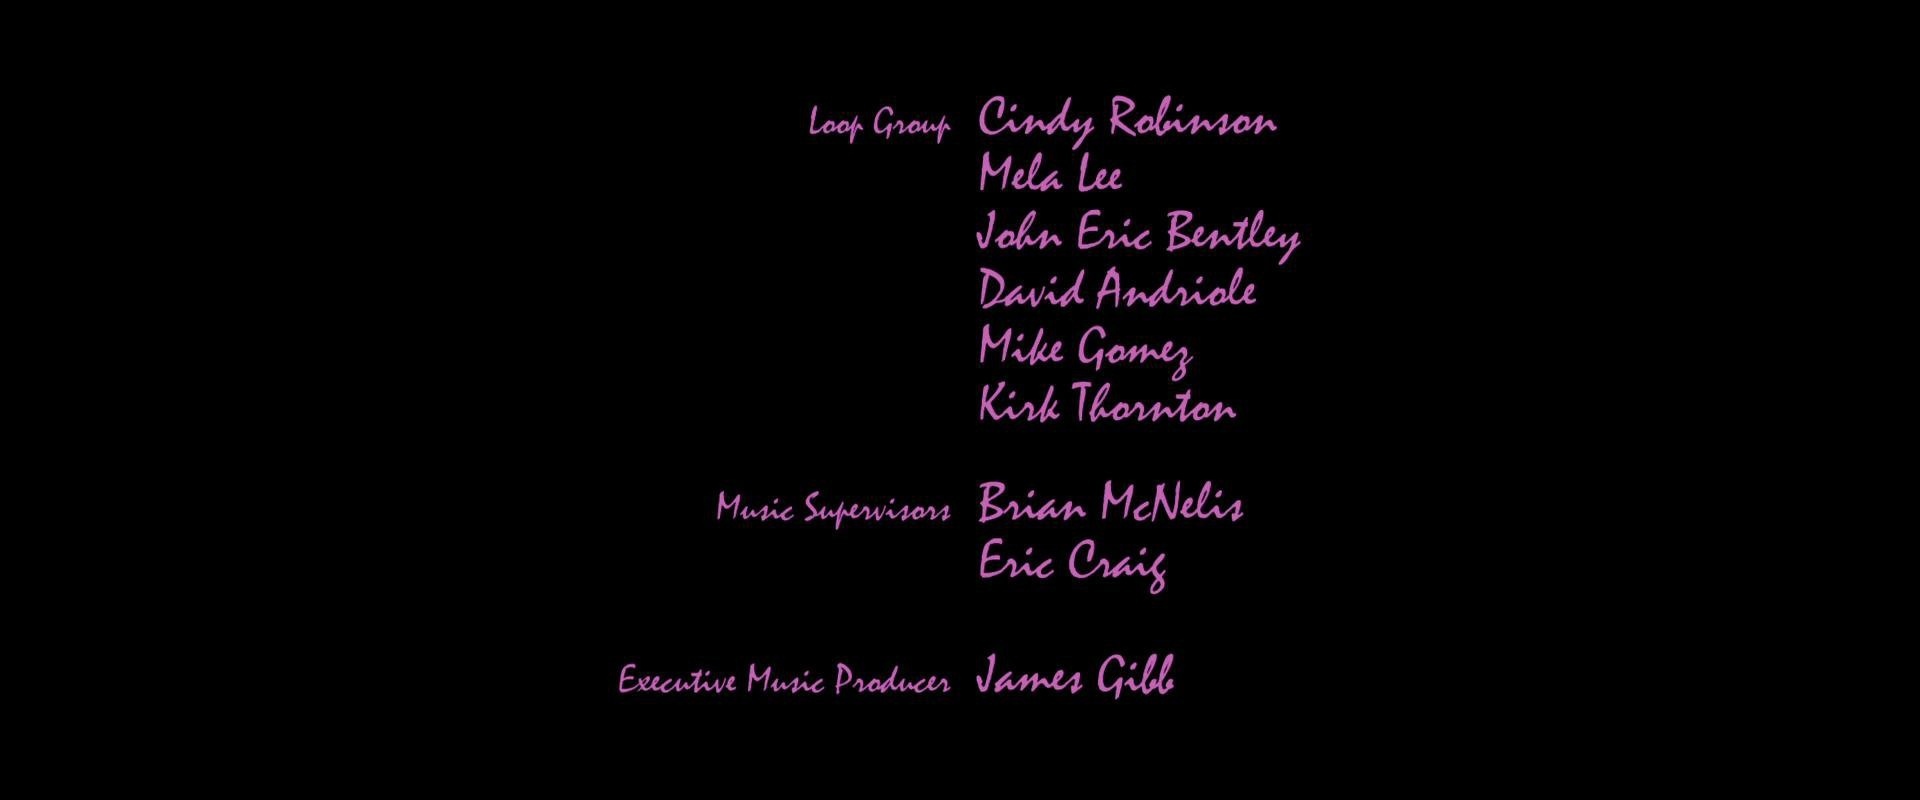 Loop Group Cindy Robinson
Mela Lee
John Eric Bentley
David Andriole
Mike Gomez
Kirk Thornton
Music Supervisors Brian McNelis
Eric Craig
Executive Music Producer James Gibb